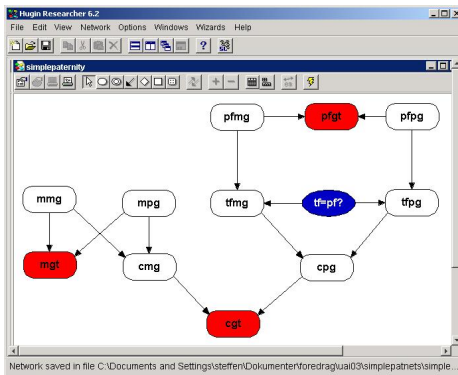 Hugin Researcher 6.2
File Edit View Network Options Windows Wizards Help
simplepaternity
pfmg pfgt pfpg
mmg mpg tfmg tf=pf? tfpg
mgt cmg cpg
cgt
Network saved in file C:\Documents and Settings\steffen\Dokumenter\foredrag\uai03\simplepatnets\simple...